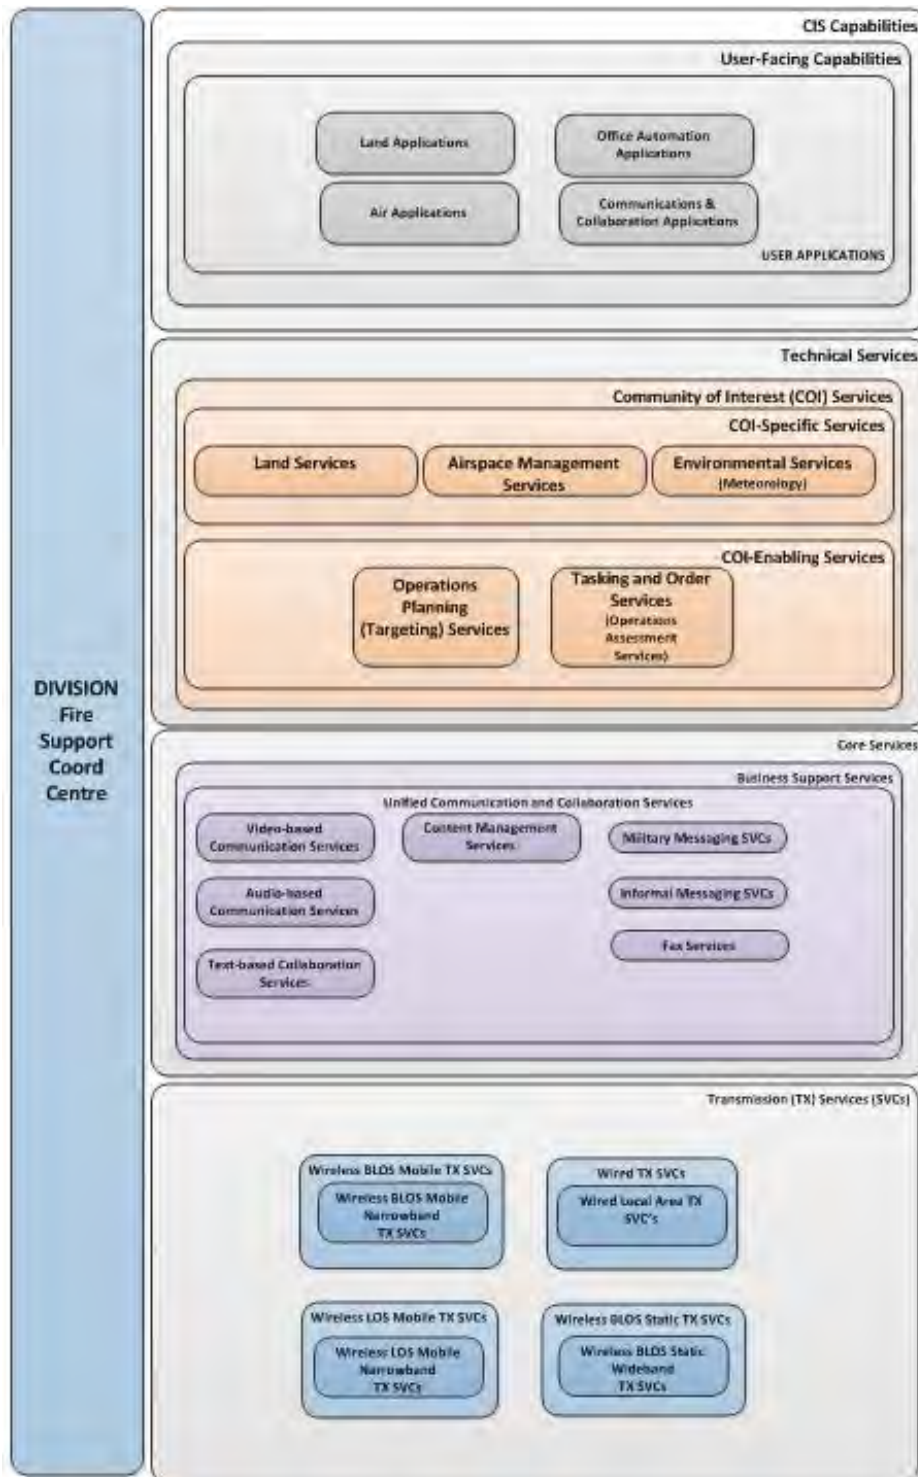 DIVISION
Fire
Support
Coord
Centre
CIS Capabilities
User-Facing Capabilities
Land Applications
Office Automation
Applications
Air Applications
Communications &
Collaboration Applications
USER APPLICATIONS
Technical Services
Community of Interest (COI) Services
COI-Specific Services
Land Services
Airspace Management
Services
Environmental Services
(Meteorology)
COI-Enabling Services
Operations
Planning
(Targeting) Services
Tasking and Order
Services
(Operations
Assessment
Services)
Core Services
Business Support Services
Unified Communication and Collaboration Services
Video-based
Communication Services
Content Management
Services
Military Messaging SVCs
Audio-based
Communication Services
Informal Messaging SVCs
Fax Services
Text-based Collaboration
Services
Transmission (TX) Services (SVCs)
Wireless BLOS Mobile TX SVCs
Wireless BLOS Mobile
Narrowband
TX SVCs
Wired TX SVCs
Wired Local Area TX
SVC's
Wireless LOS Mobile TX SVCs
Wireless LOS Mobile
Narrowband
TX SVCs
Wireless BLOS Static TX SVCs
Wireless BLOS Static
Wideband
TX SVCs